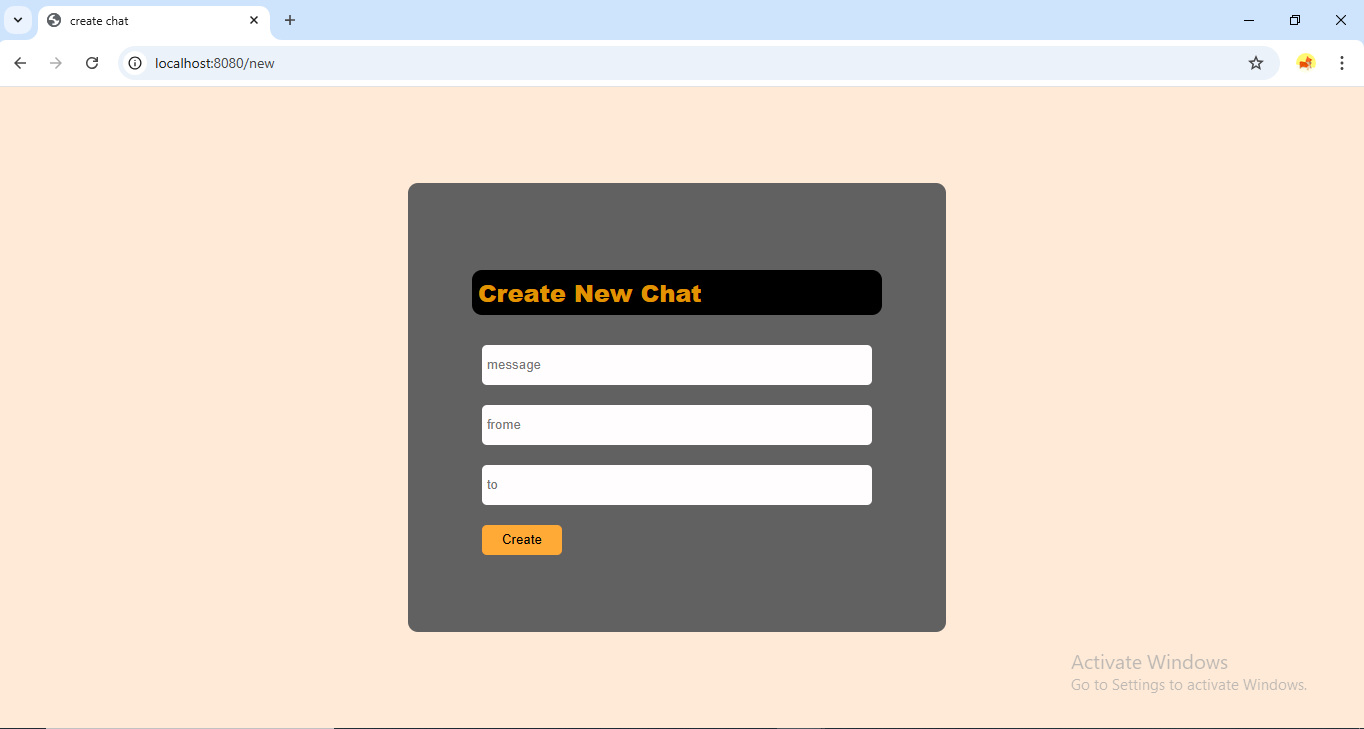 create chat
localhost:8080/new
Create New Chat
message
frome
to
Create
Activate Windows
Go to Settings to activate Windows.